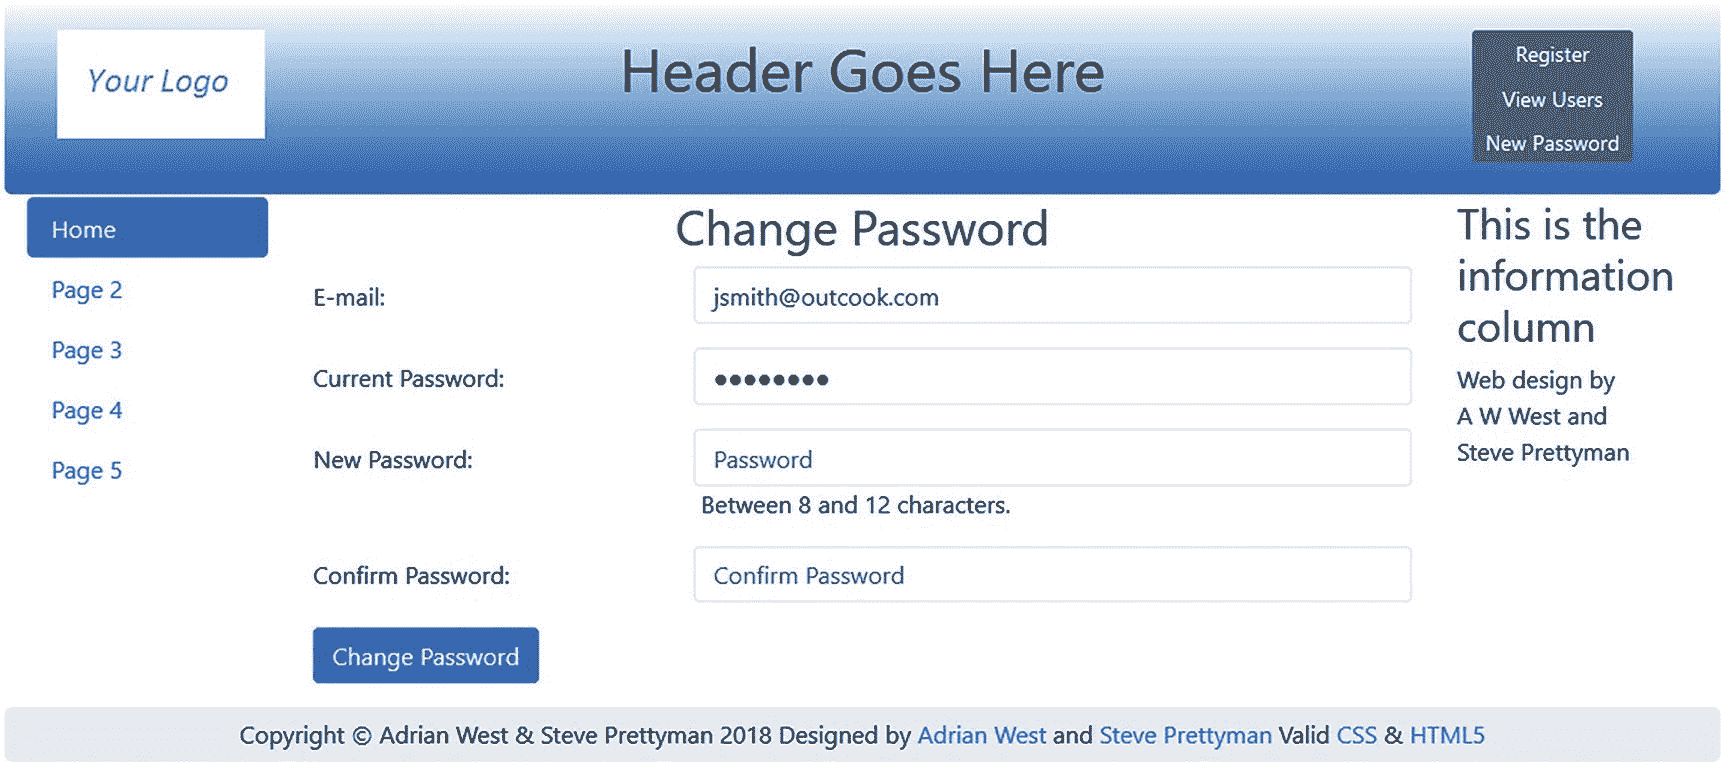 Your Logo
Header Goes Here
Register
View Users
New Password
Home
Page 2
Page 3
Page 4
Page 5
Change Password
E-mail:
jsmith@outcook.com
Current Password:
••••••••
New Password:
Password
Between 8 and 12 characters.
Confirm Password:
Confirm Password
Change Password
This is the
information
column
Web design by
A W West and
Steve Prettyman
Copyright © Adrian West & Steve Prettyman 2018 Designed by Adrian West and Steve Prettyman Valid CSS & HTML5